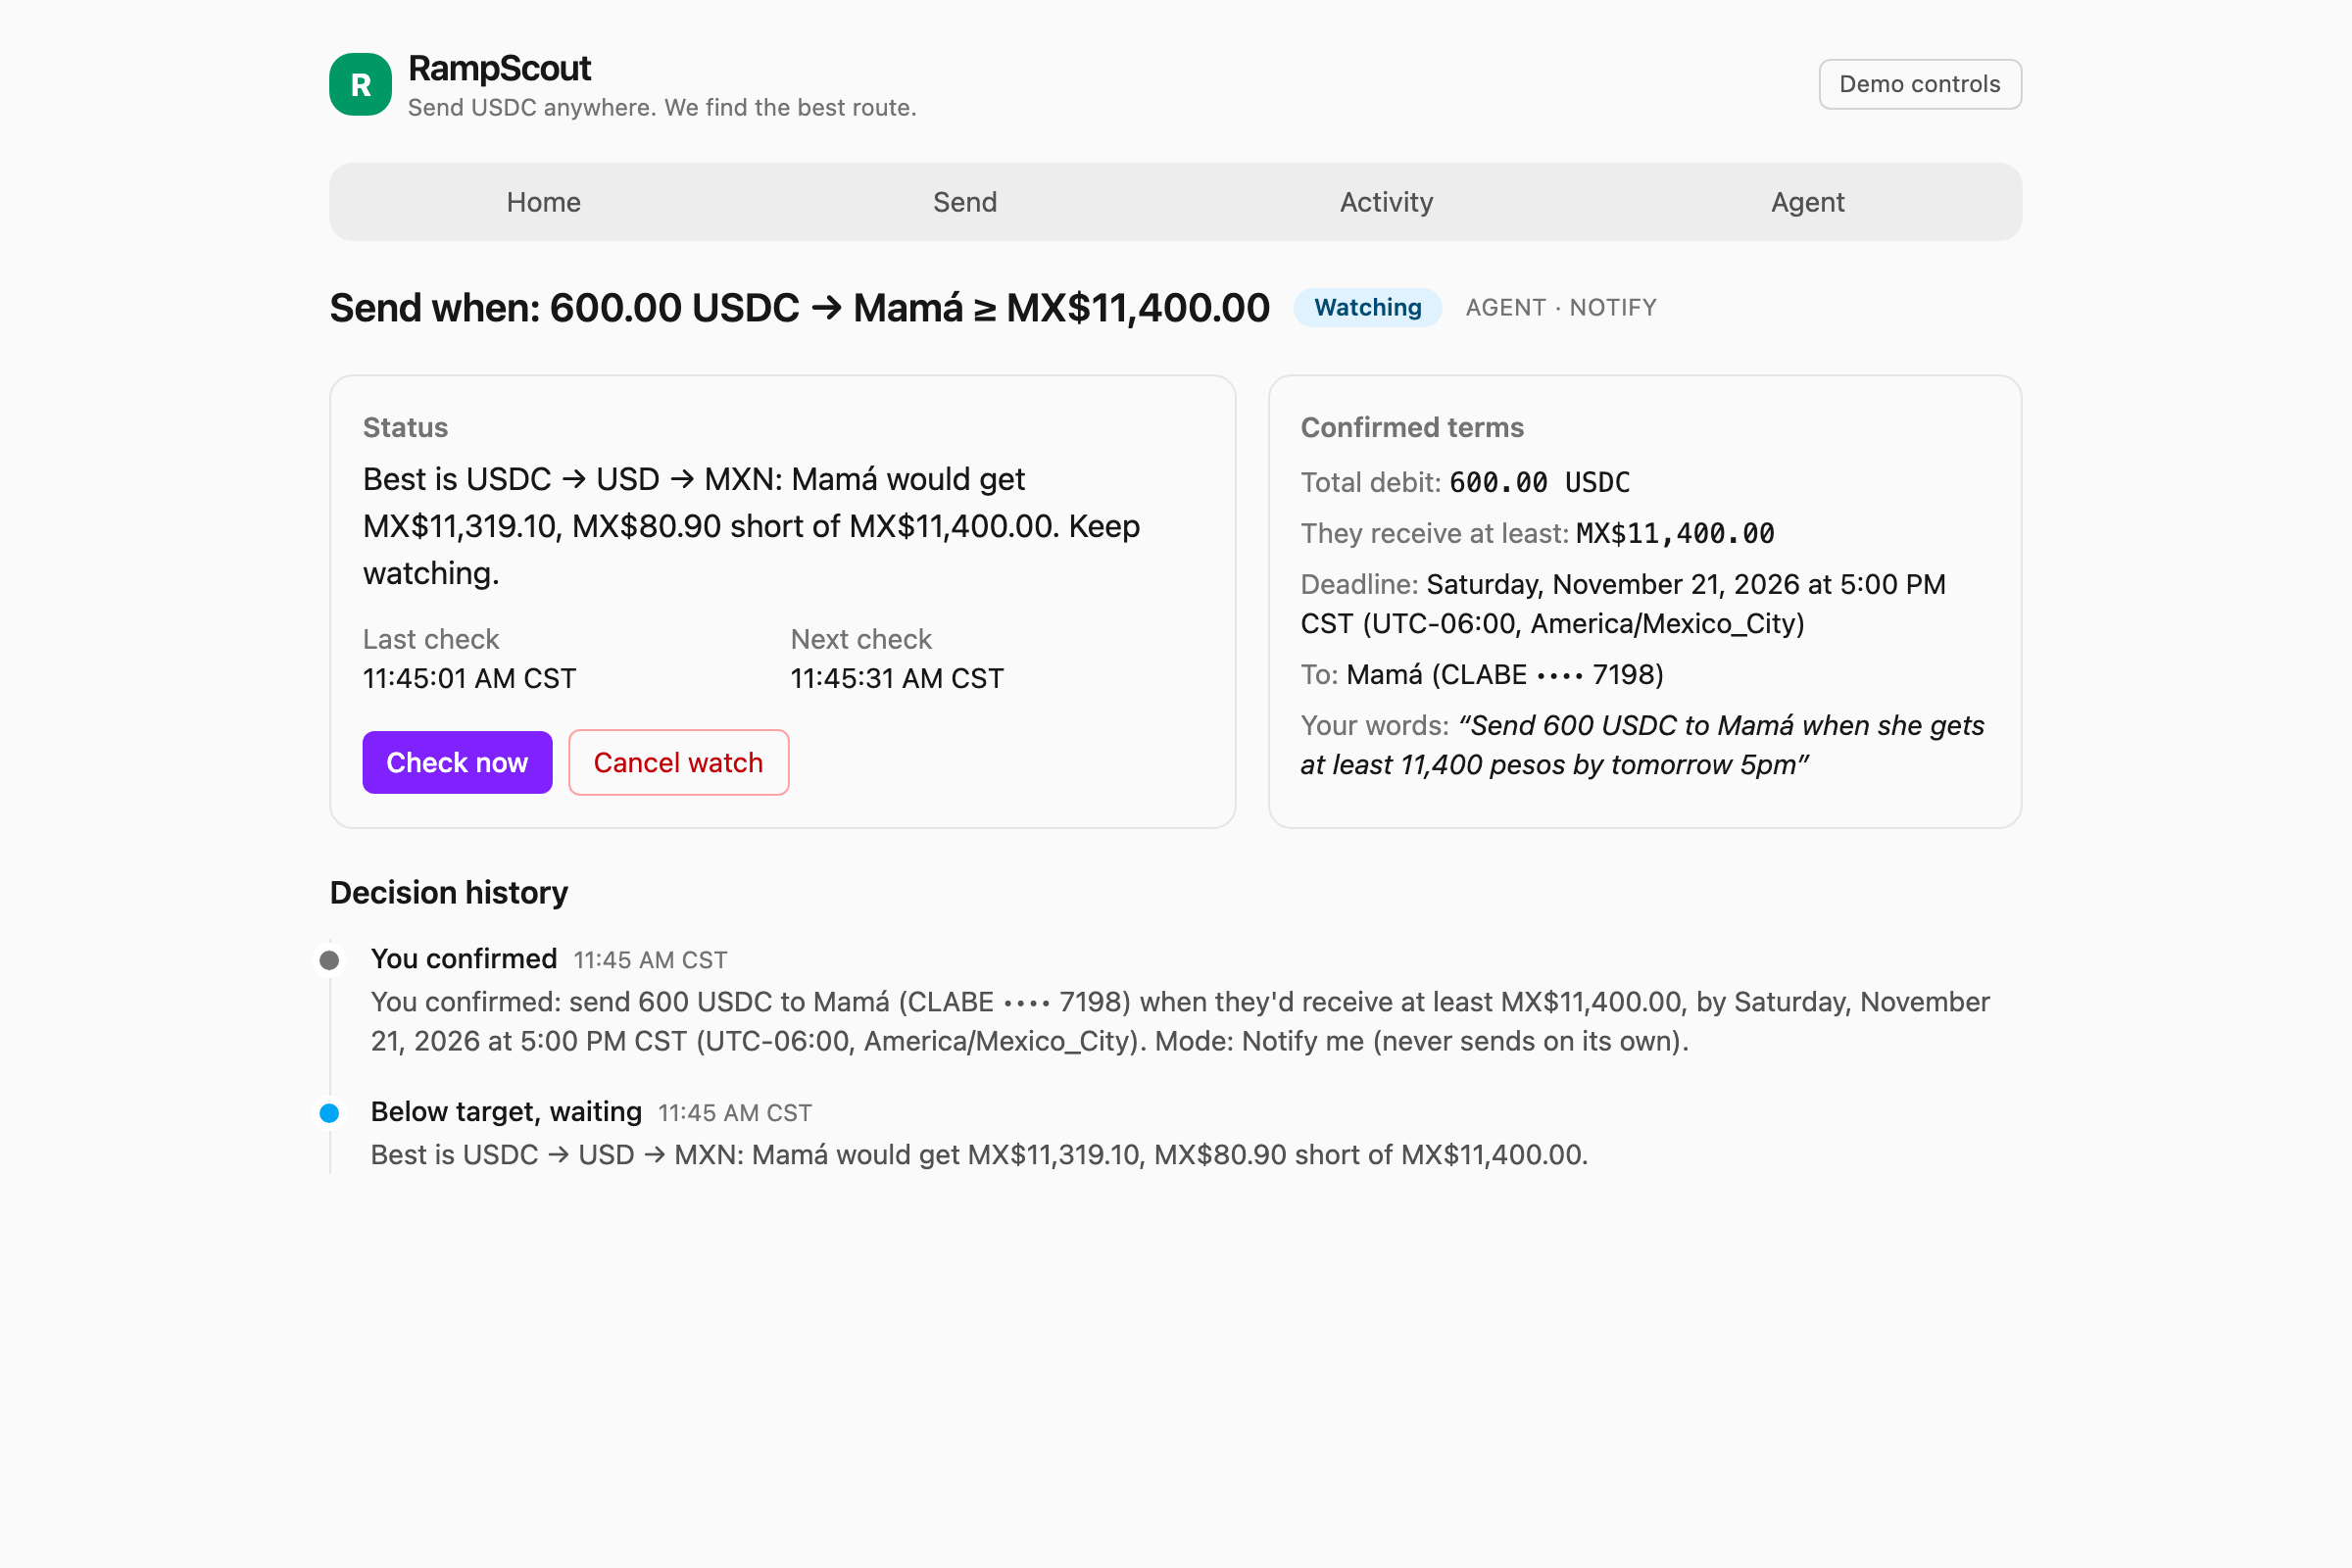 R
RampScout
Send USDC anywhere. We find the best route.
Demo controls
Home
Send
Activity
Agent
Send when: 600.00 USDC → Mamá ≥ MX$11,400.00
Watching
AGENT · NOTIFY
Status
Best is USDC → USD → MXN: Mamá would get
MX$11,319.10, MX$80.90 short of MX$11,400.00. Keep
watching.
Last check
11:45:01 AM CST
Next check
11:45:31 AM CST
Check now
Cancel watch
Confirmed terms
Total debit: 600.00 USDC
They receive at least: MX$11,400.00
Deadline: Saturday, November 21, 2026 at 5:00 PM
CST (UTC-06:00, America/Mexico_City)
To: Mamá (CLABE •••• 7198)
Your words: “Send 600 USDC to Mamá when she gets
at least 11,400 pesos by tomorrow 5pm”
Decision history
You confirmed 11:45 AM CST
You confirmed: send 600 USDC to Mamá (CLABE •••• 7198) when they'd receive at least MX$11,400.00, by Saturday, November
21, 2026 at 5:00 PM CST (UTC-06:00, America/Mexico_City). Mode: Notify me (never sends on its own).
Below target, waiting 11:45 AM CST
Best is USDC → USD → MXN: Mamá would get MX$11,319.10, MX$80.90 short of MX$11,400.00.